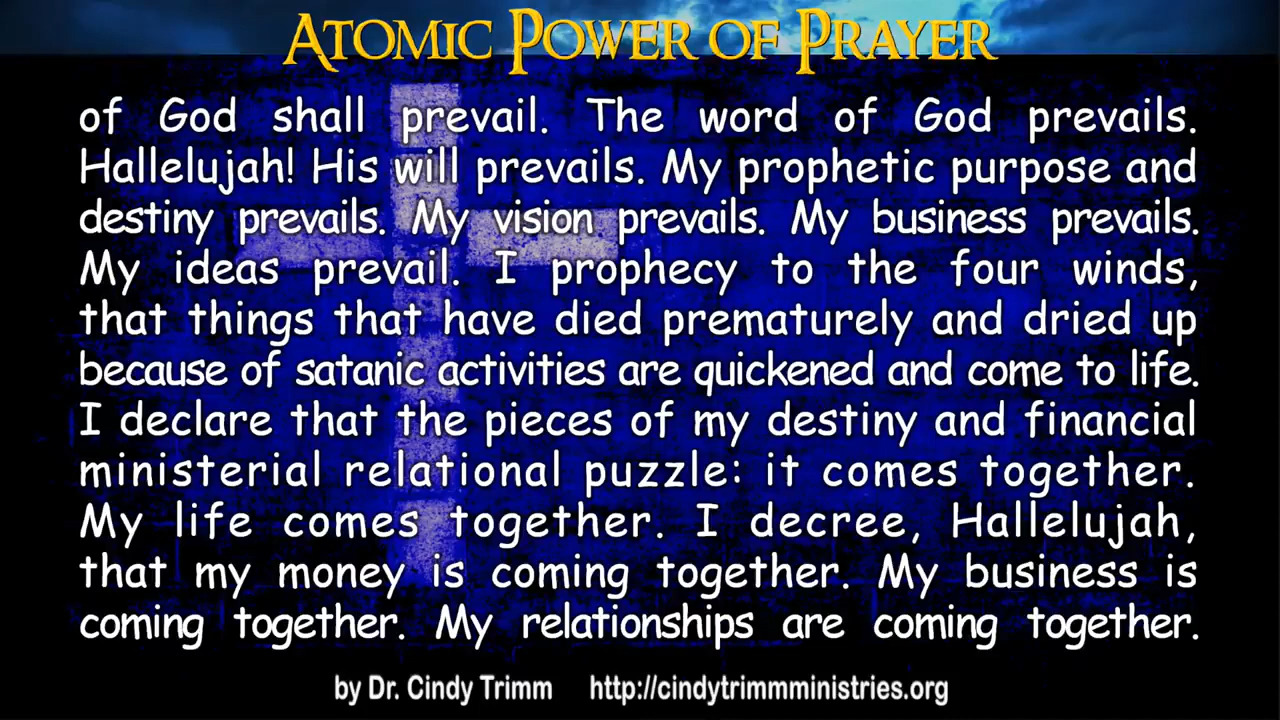 Atomic Power of Prayer
of God shall prevail. The word of God prevails.
Hallelujah! His will prevails. My prophetic purpose and
destiny prevails. My vision prevails. My business prevails.
My ideas prevail. I prophecy to the four winds,
that things that have died prematurely and dried up
because of satanic activities are quickened and come to life.
I declare that the pieces of my destiny and financial
ministerial relational puzzle: it comes together.
My life comes together. I decree, Hallelujah,
that my money is coming together. My business is
coming together. My relationships are coming together.
by Dr. Cindy Trimm http://cindytrimmministries.org